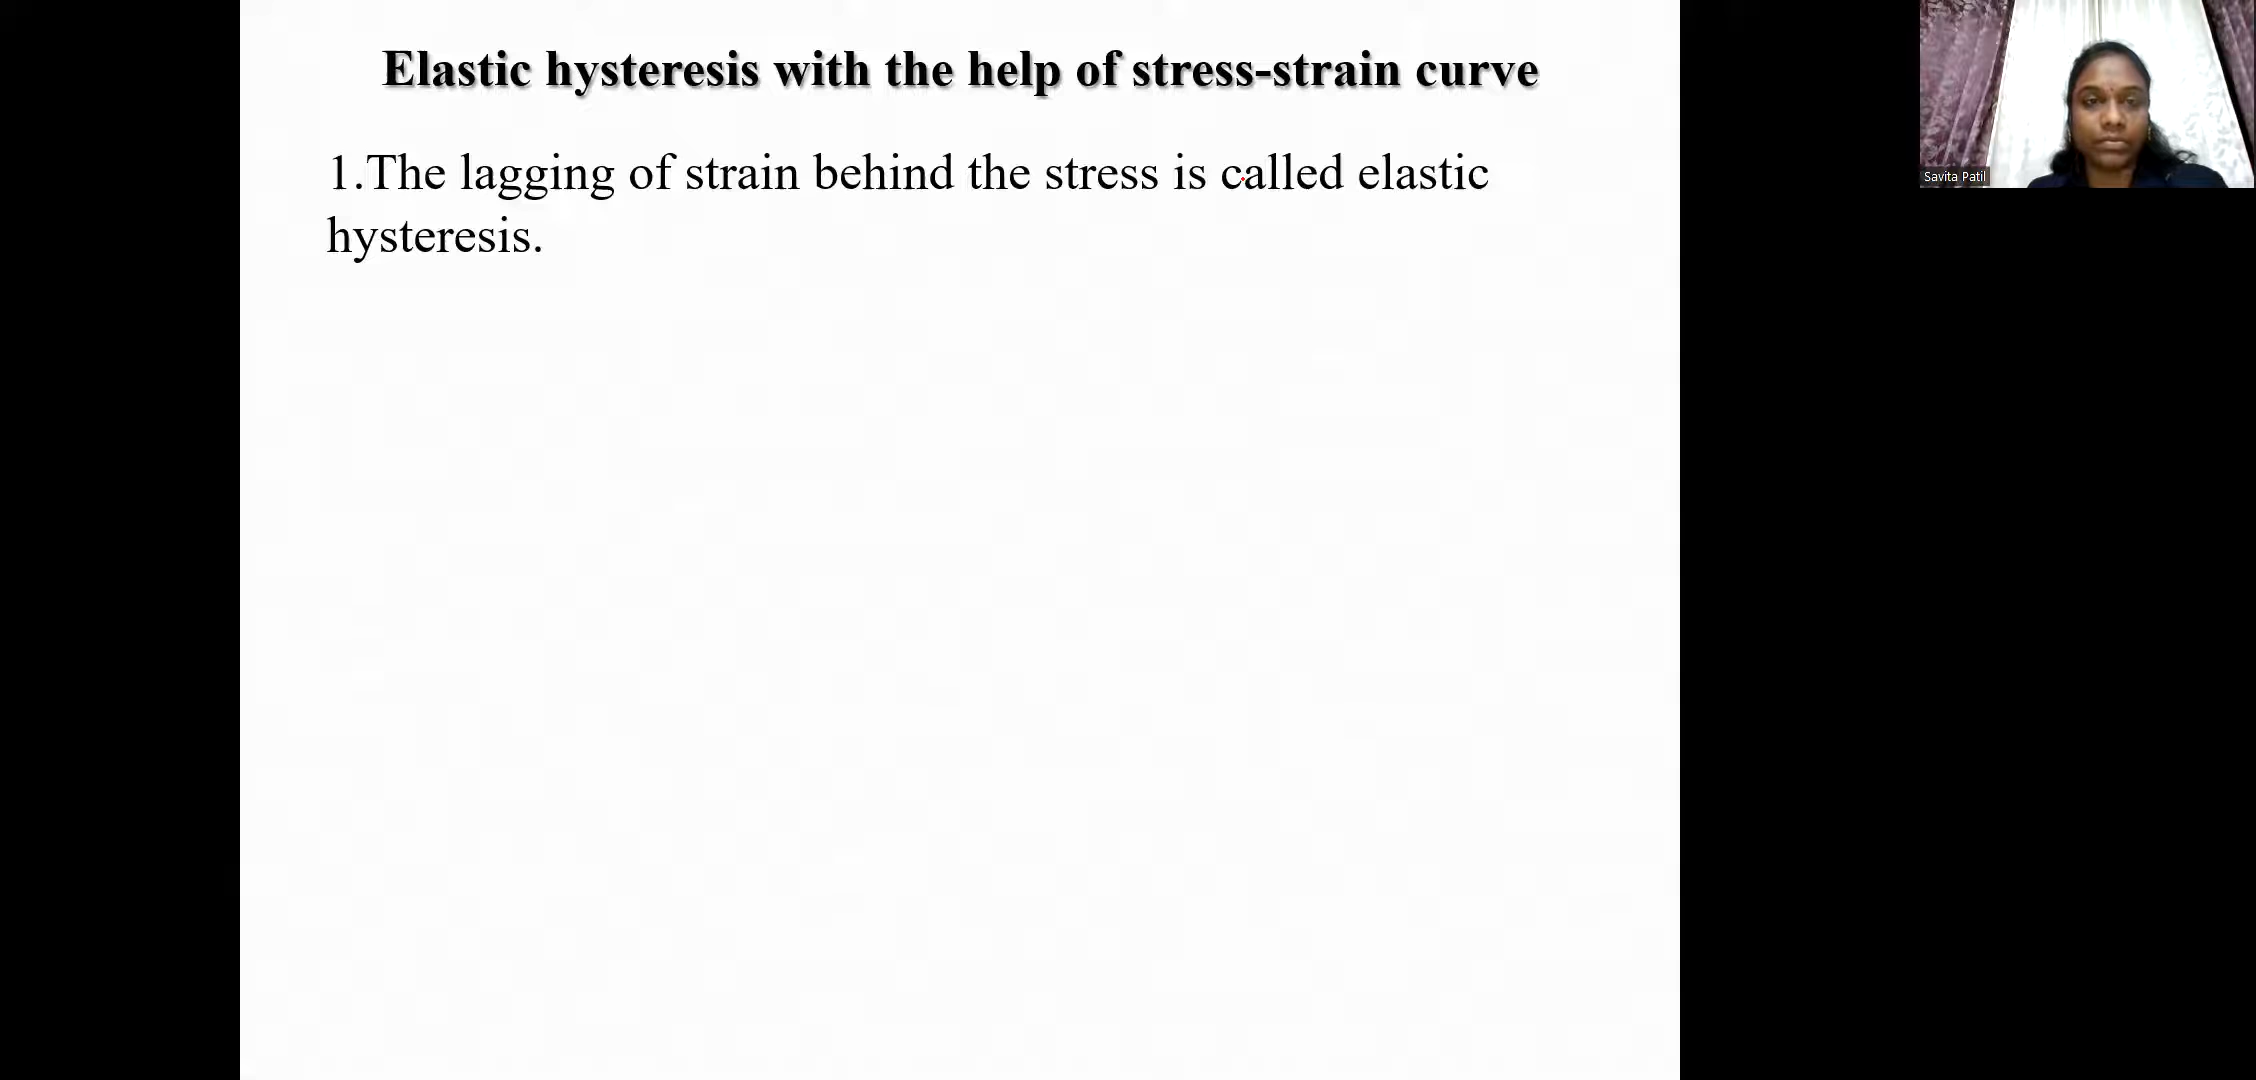 Elastic hysteresis with the help of stress-strain curve
1.The lagging of strain behind the stress is called elastic
hysteresis.
Savita Patil